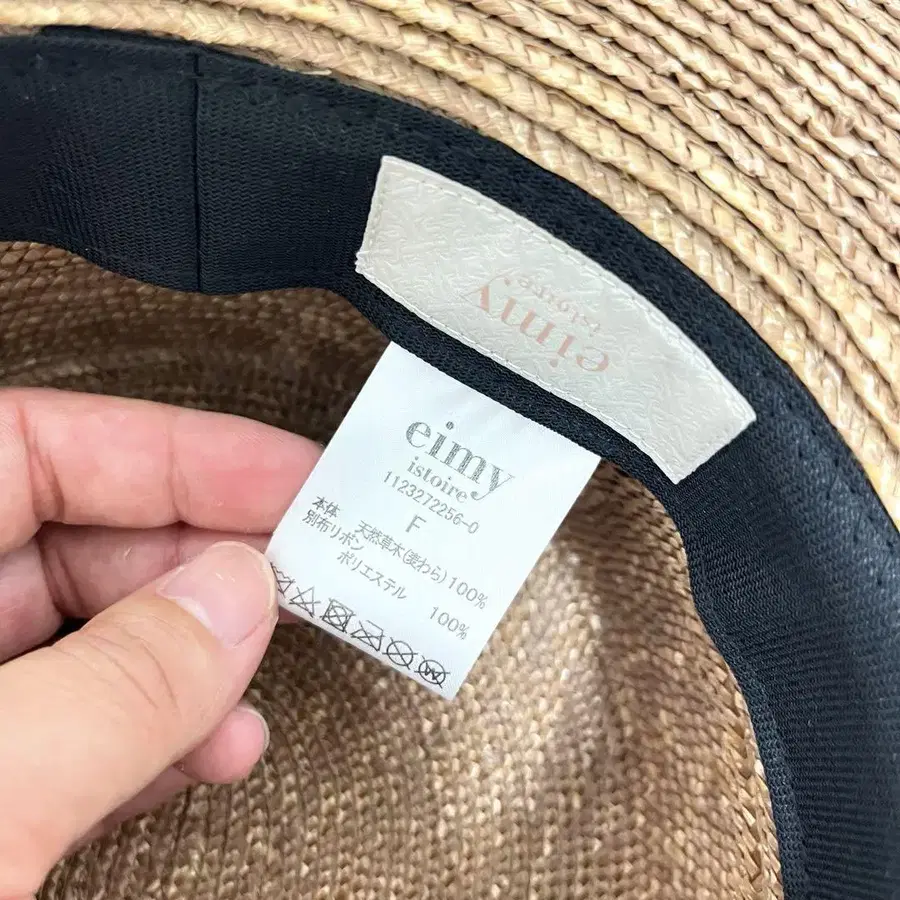 eimy
istoire
eimy
istoire
1123272256-0
F
本体 天然草木(麦わら)100%
別布リボン
ポリエステル 100%